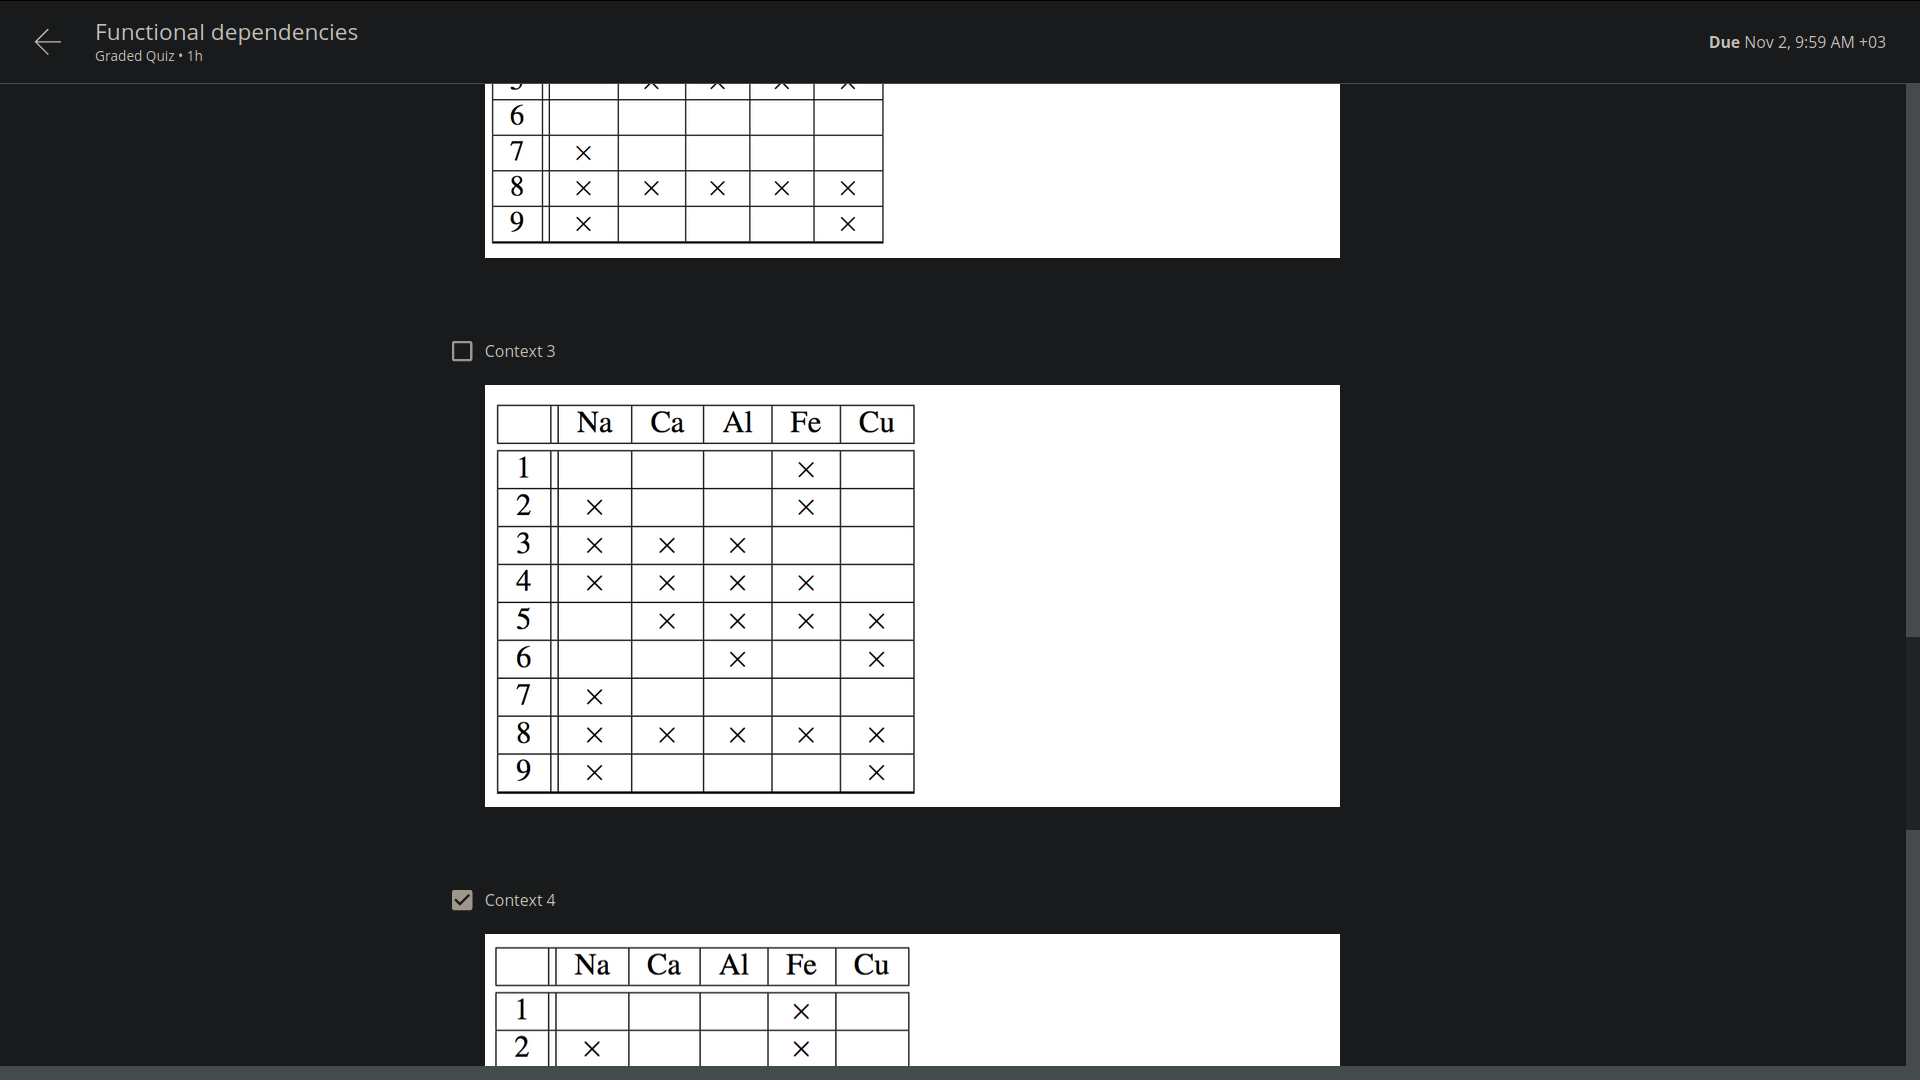 Functional dependencies
Graded Quiz • 1h
Due Nov 2, 9:59 AM +03
× × × ×
6
7 ×
8 × × × × ×
9 × ×
Context 3
Na Ca Al Fe Cu
1 ×
2 × ×
3 × × ×
4 × × × ×
5 × × × ×
6 × ×
7 ×
8 × × × × ×
9 × ×
Context 4
Na Ca Al Fe Cu
1 ×
2 × ×